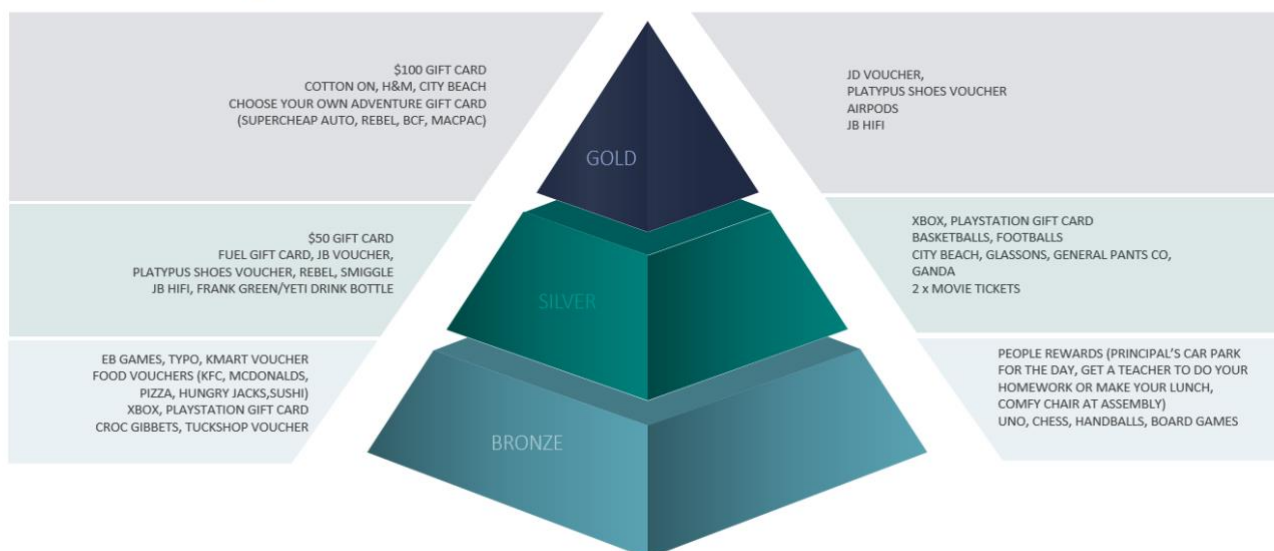 $100 GIFT CARD
COTTON ON, H&M, CITY BEACH
CHOOSE YOUR OWN ADVENTURE GIFT CARD
(SUPERCHEAP AUTO, REBEL, BCF, MACPAC)
GOLD
JD VOUCHER,
PLATYPUS SHOES VOUCHER
AIRPODS
JB HIFI
$50 GIFT CARD
FUEL GIFT CARD, JB VOUCHER,
PLATYPUS SHOES VOUCHER, REBEL, SMIGGLE
JB HIFI, FRANK GREEN/YETI DRINK BOTTLE
SILVER
XBOX, PLAYSTATION GIFT CARD
BASKETBALLS, FOOTBALLS
CITY BEACH, GLASSONS, GENERAL PANTS CO,
GANDA
2 x MOVIE TICKETS
EB GAMES, TYPO, KMART VOUCHER
FOOD VOUCHERS (KFC, MCDONALDS,
PIZZA, HUNGRY JACKS,SUSHI)
XBOX, PLAYSTATION GIFT CARD
CROC GIBBETS, TUCKSHOP VOUCHER
BRONZE
PEOPLE REWARDS (PRINCIPAL'S CAR PARK
FOR THE DAY, GET A TEACHER TO DO YOUR
HOMEWORK OR MAKE YOUR LUNCH,
COMFY CHAIR AT ASSEMBLY)
UNO, CHESS, HANDBALLS, BOARD GAMES